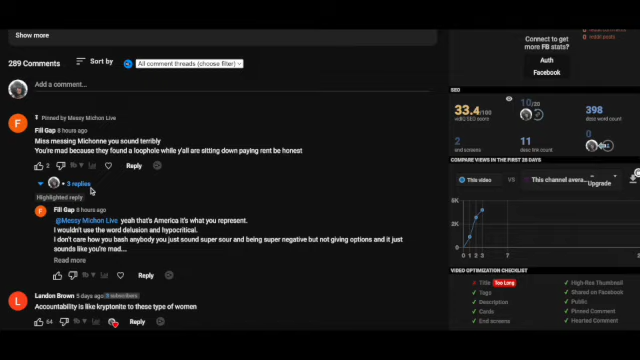 Show more
289 Comments
Sort by
All comment threads (choose filter)
Add a comment...
Pinned by Messy Michon Live
F
Fill Gap 8 hours ago
Miss messing Michonne you sound terribly
You're mad because they found a loophole while y'all are sitting down paying rent be honest
2
Reply
3 replies
Highlighted reply
F
Fill Gap 8 hours ago
@Messy Michon Live yeah that's America it's what you represent.
I wouldn't use the word delusion and hypocritical.
I don't care how you bash anybody you just sound super sour and being super negative but not giving options and it just
sounds like you're mad...
Read more
Reply
L
Landon Brown 5 days ago
Accountability is like kryptonite to these type of women
64
Reply
Connect to get
more FB stats?
Auth
Facebook
SEO
33.4/100
10/20
398
desc word
2
end screens
11
desc link count
0
COMPARE VIEWS IN THE FIRST 28 DAYS
This video
VS
This channel avera...
Upgrade
5K
2K
0
0 1 2 3
7
VIDEO OPTIMIZATION CHECKLIST
Title Too Long
Tags
Description
Cards
End screens
High-Res Thumbnail
Shared on Facebook
Public
Pinned Comment
Hearted Comment